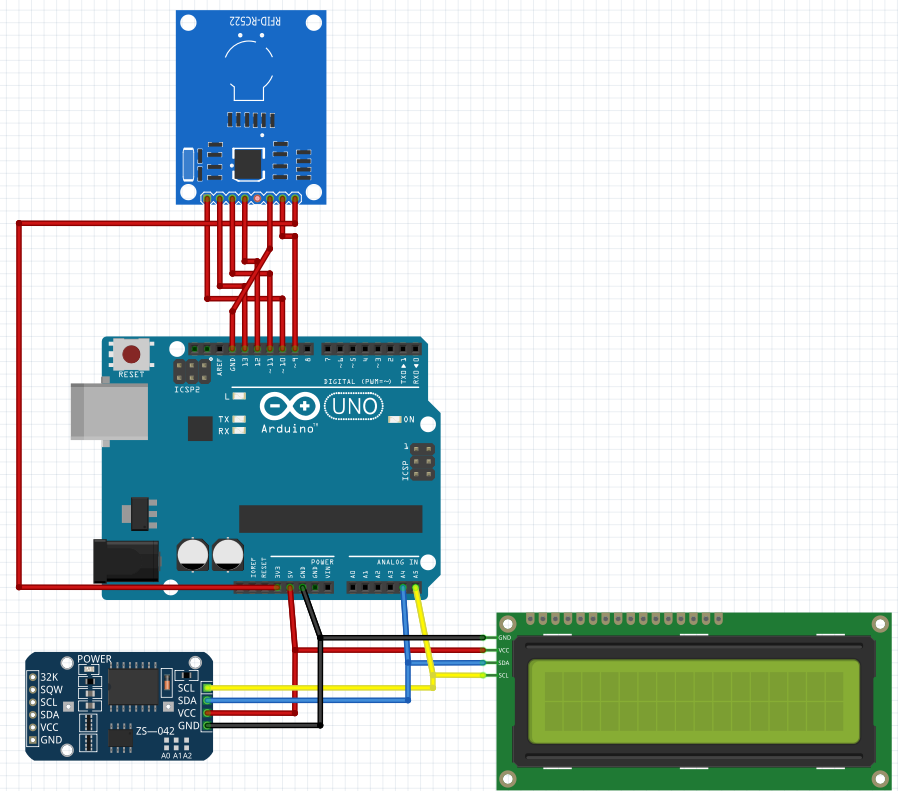 RFID-RC522
RESET
ICSP2
AREF
GND
13
12
~11
~10
~9
8
7
~6
~5
4
~3
2
TXD▶1
RXD◀0
DIGITAL (PWM=~)
L
TX
RX
UNO
Arduino™
ON
1
ICSP
POWER
ANALOG IN
IOREF
RESET
3V3
5V
GND
GND
VIN
A0
A1
A2
A3
A4
A5
GND
VCC
SDA
SCL
POWER
32K
SQW
SCL
SDA
VCC
GND
SCL
SDA
VCC
GND
ZS—042
A0 A1A2